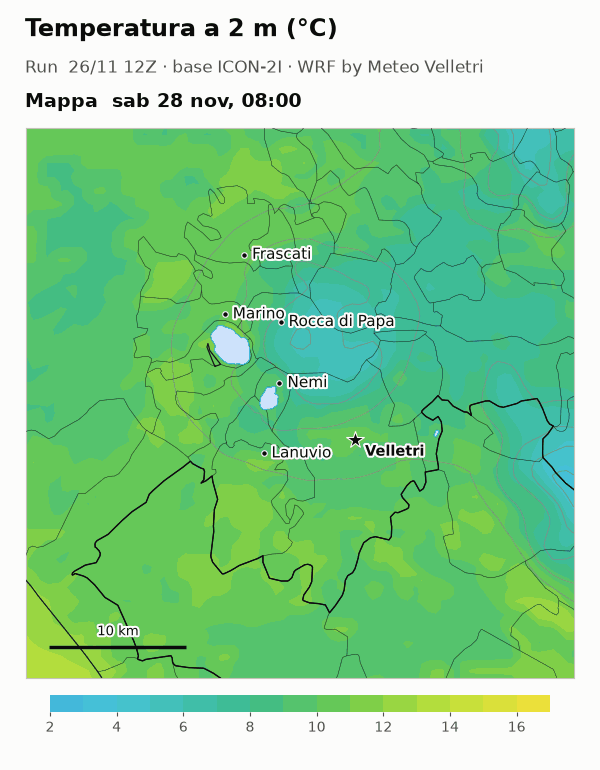 Temperatura a 2 m (°C)
Run  26/11 12Z · base ICON-2I · WRF by Meteo Velletri
Mappa  sab 28 nov, 08:00
Frascati
Marino
Rocca di Papa
Nemi
Velletri
Lanuvio
10 km
2 4 6 8 10 12 14 16